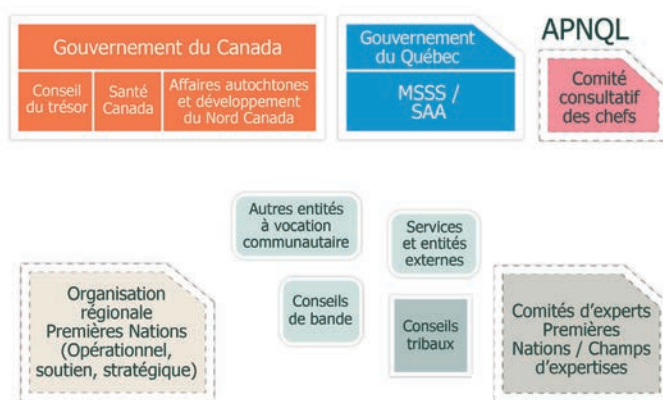 Gouvernement du Canada
Conseil
du trésor
Santé
Canada
Affaires autochtones
et développement
du Nord Canada
Gouvernement
du Québec
MSSS /
SAA
APNQL
Comité
consultatif
des chefs
Autres entités
à vocation
communautaire
Services
et entités
externes
Organisation
régionale
Premières Nations
(Opérationnel,
soutien, stratégique)
Conseils
de bande
Conseils
tribaux
Comités d'experts
Premières
Nations / Champs
d'expertises